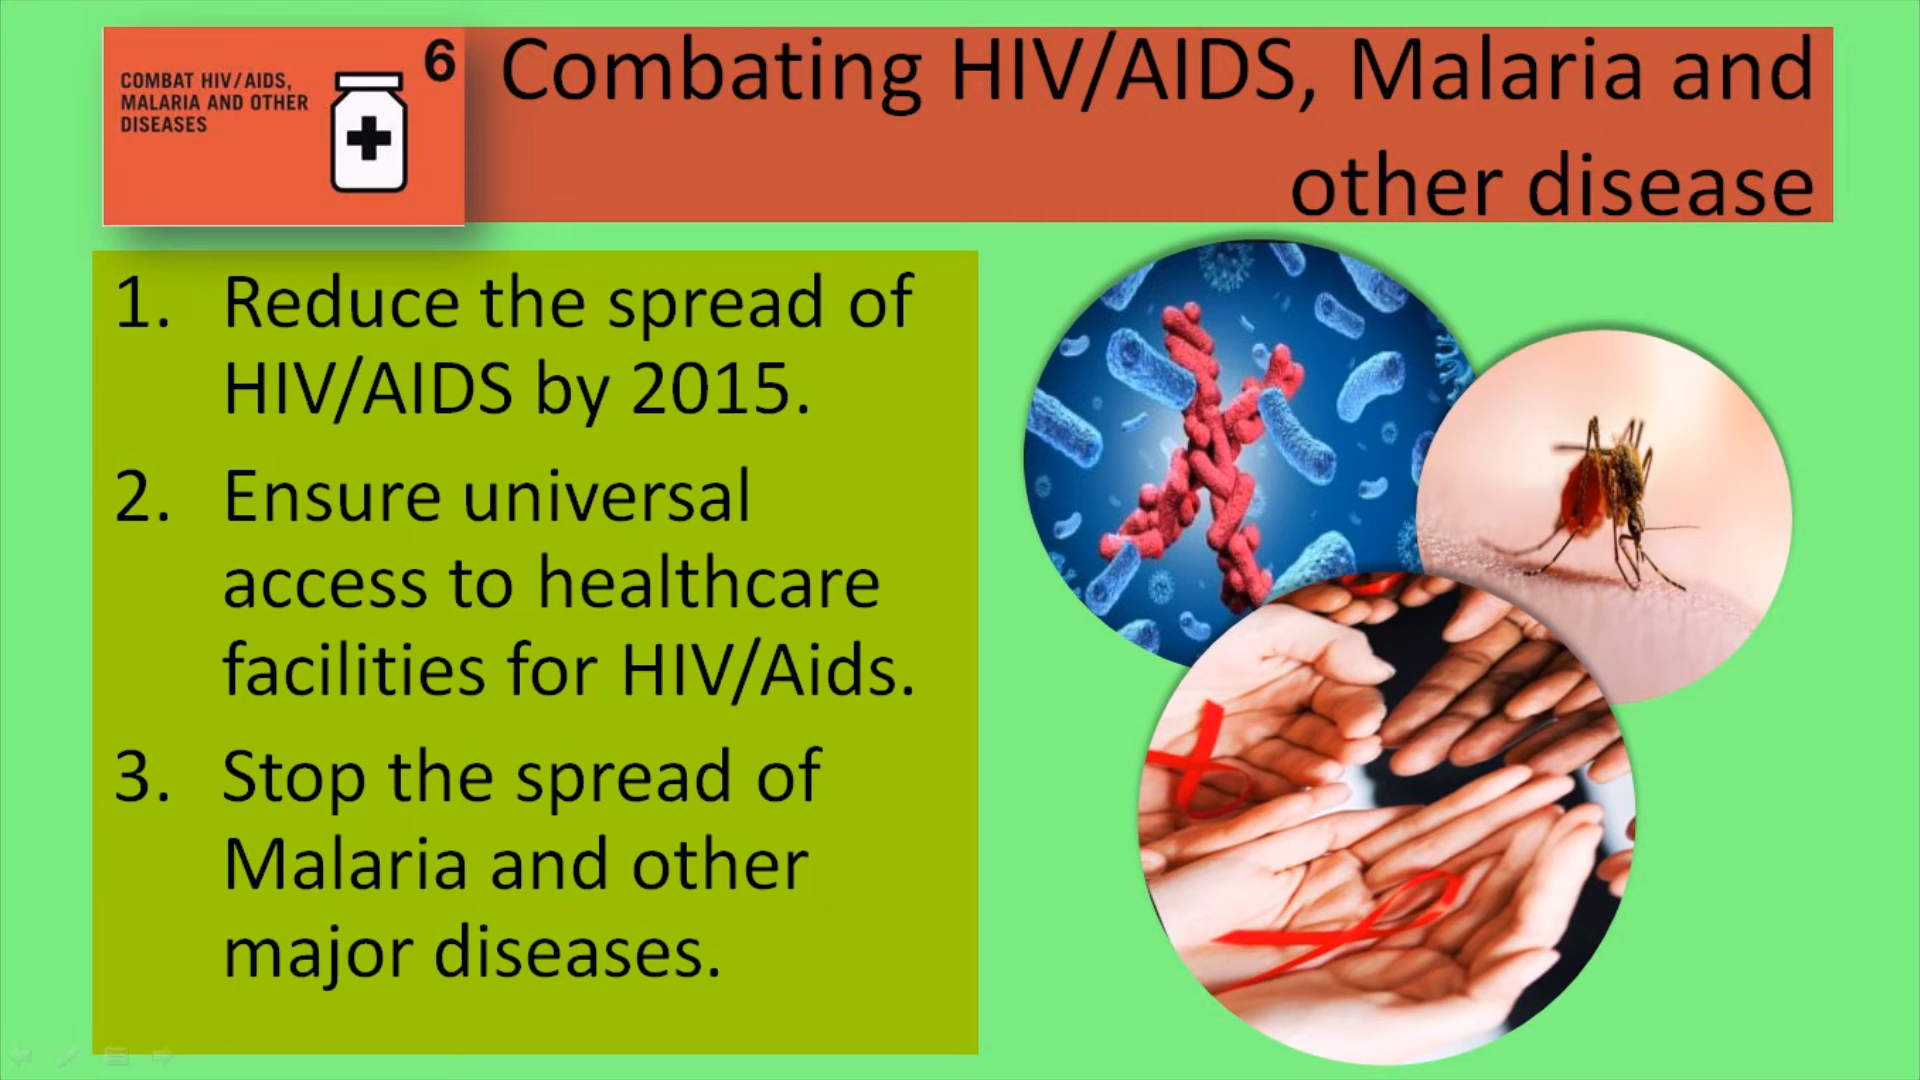 COMBAT HIV/AIDS,
MALARIA AND OTHER
DISEASES
6
Combating HIV/AIDS, Malaria and
other disease
1. Reduce the spread of
HIV/AIDS by 2015.
2. Ensure universal
access to healthcare
facilities for HIV/Aids.
3. Stop the spread of
Malaria and other
major diseases.